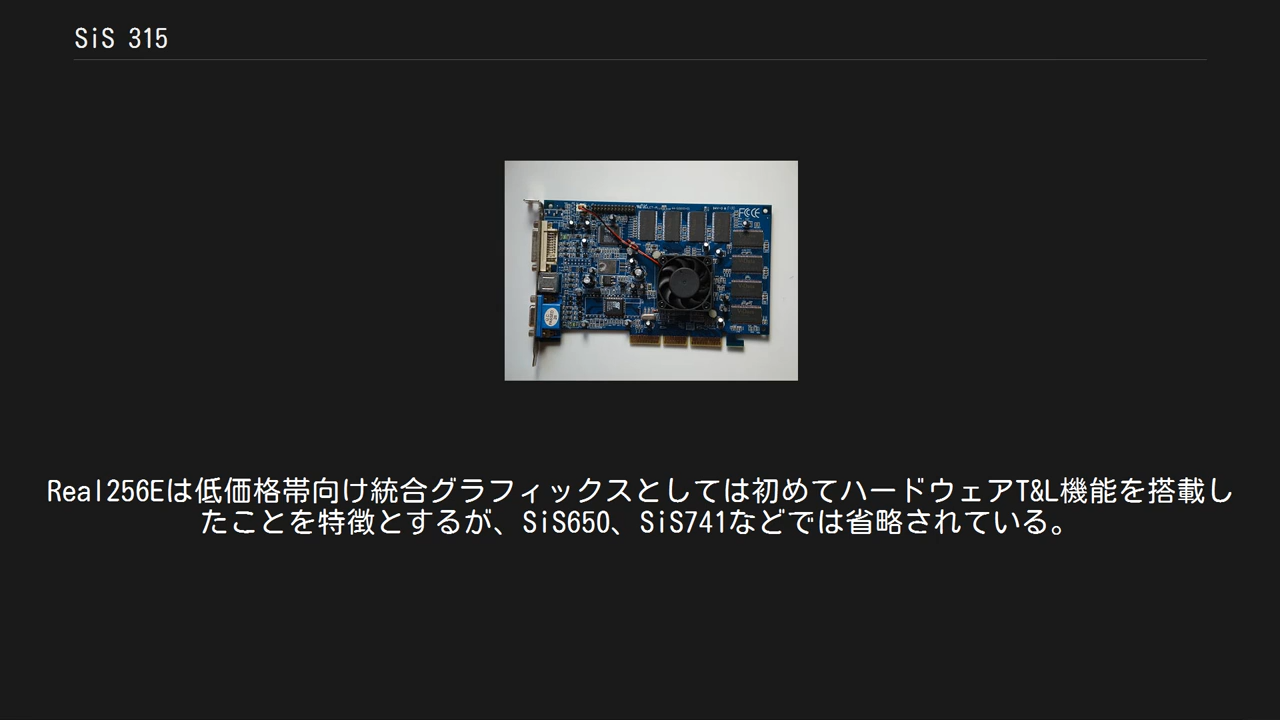 SiS 315
Real256Eは低価格帯向け統合グラフィックスとしては初めてハードウェアT&L機能を搭載し
たことを特徴とするが、SiS650、SiS741などでは省略されている。